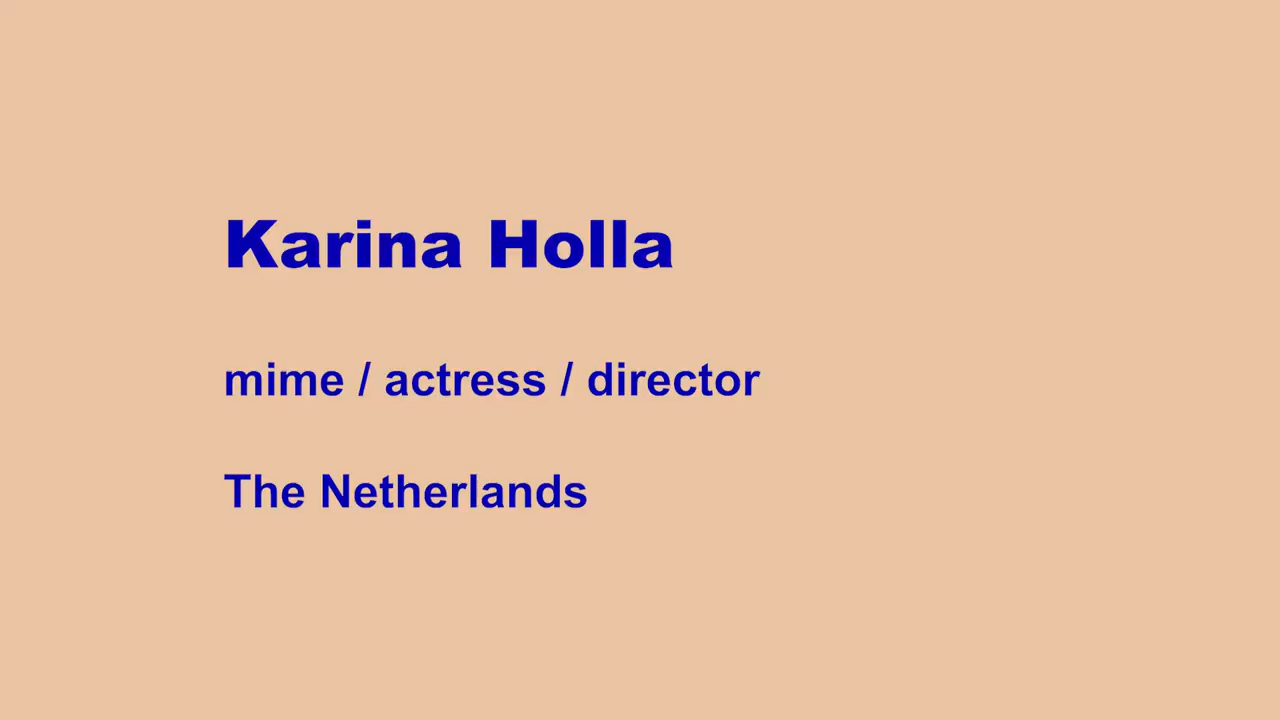 Karina Holla
mime / actress / director
The Netherlands